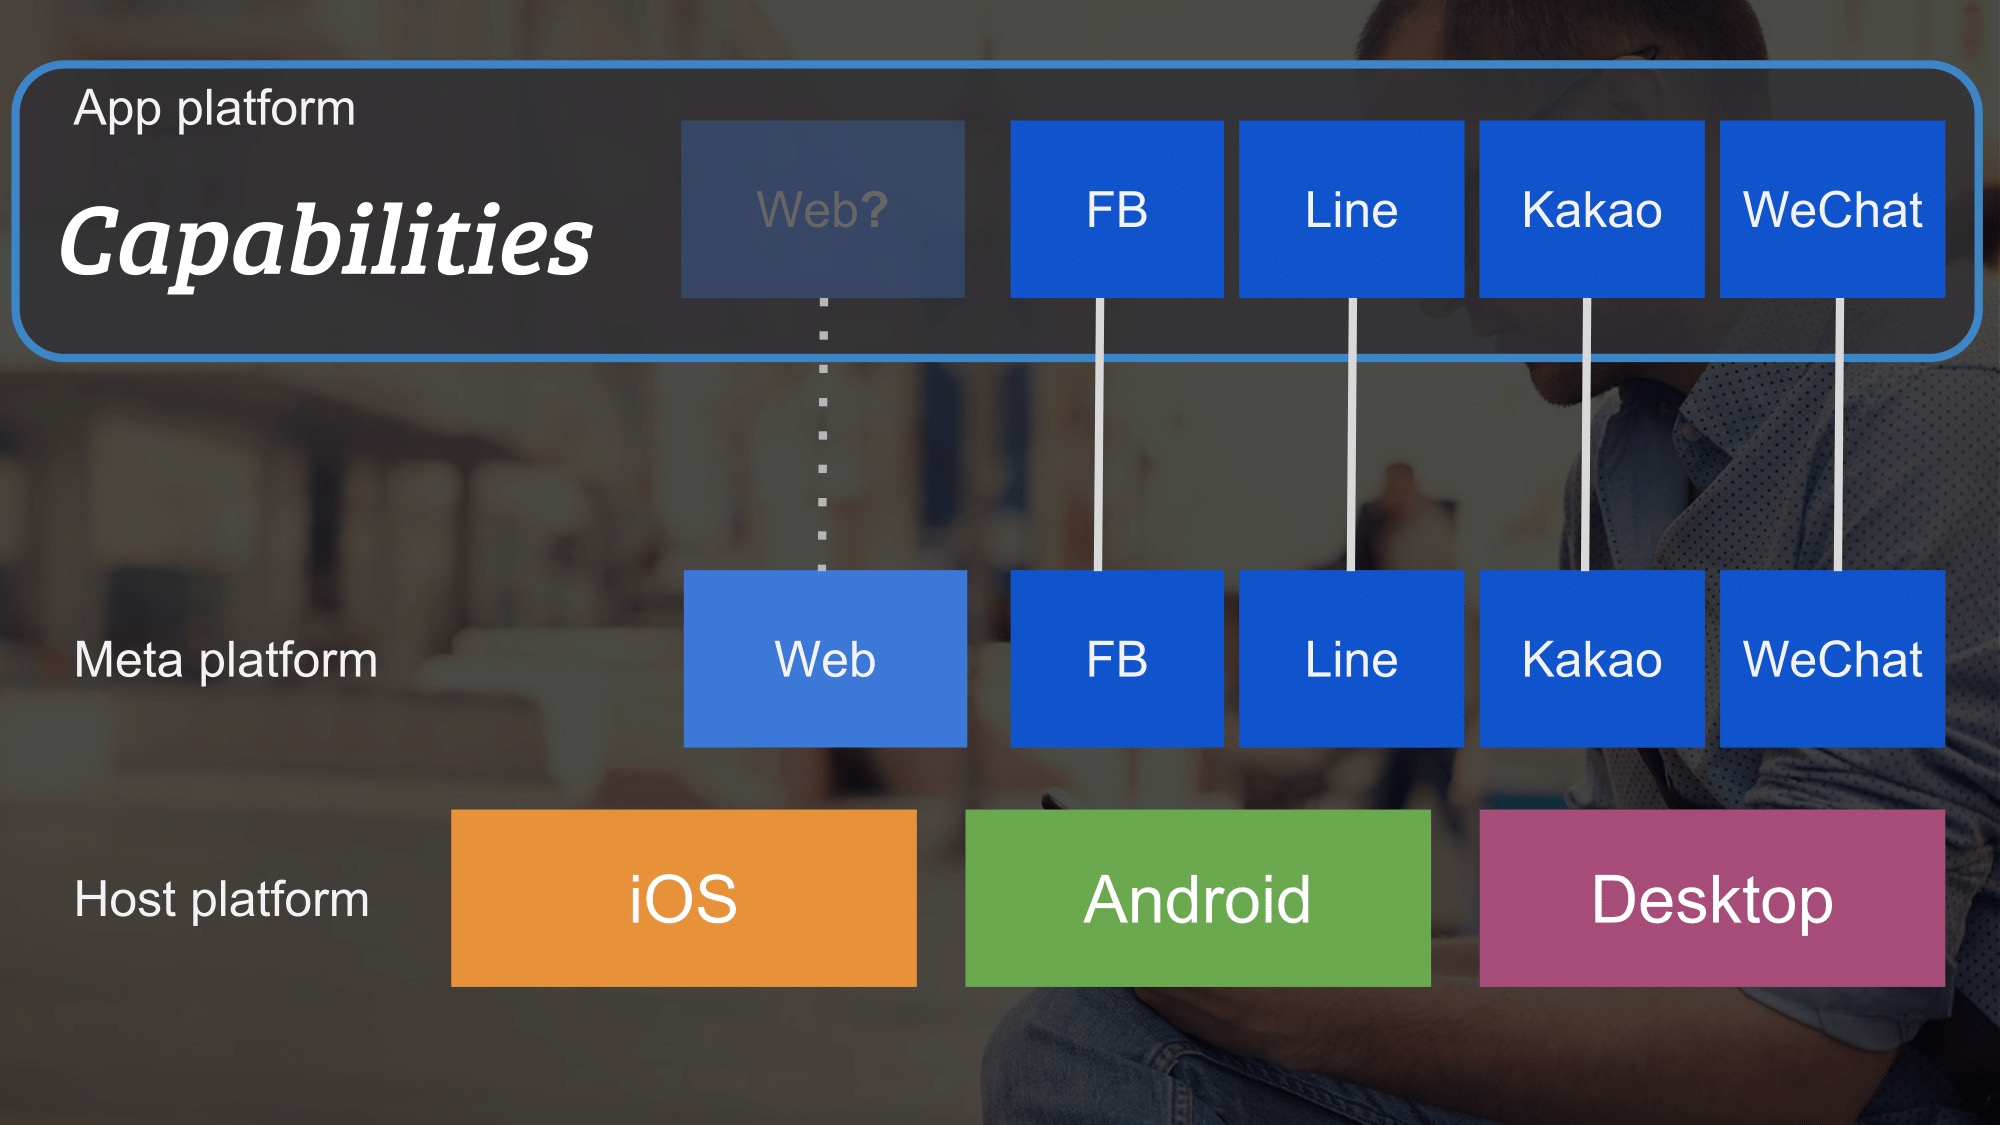 App platform
Capabilities
Web?
FB
Line
Kakao
WeChat
Meta platform
Web
FB
Line
Kakao
WeChat
Host platform
iOS
Android
Desktop